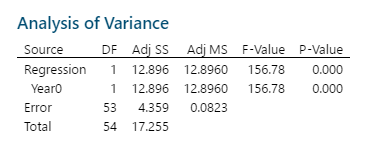 Analysis of Variance
Source DF Adj SS Adj MS F-Value P-Value
Regression 1 12.896 12.8960 156.78 0.000
Year0 1 12.896 12.8960 156.78 0.000
Error 53 4.359 0.0823
Total 54 17.255